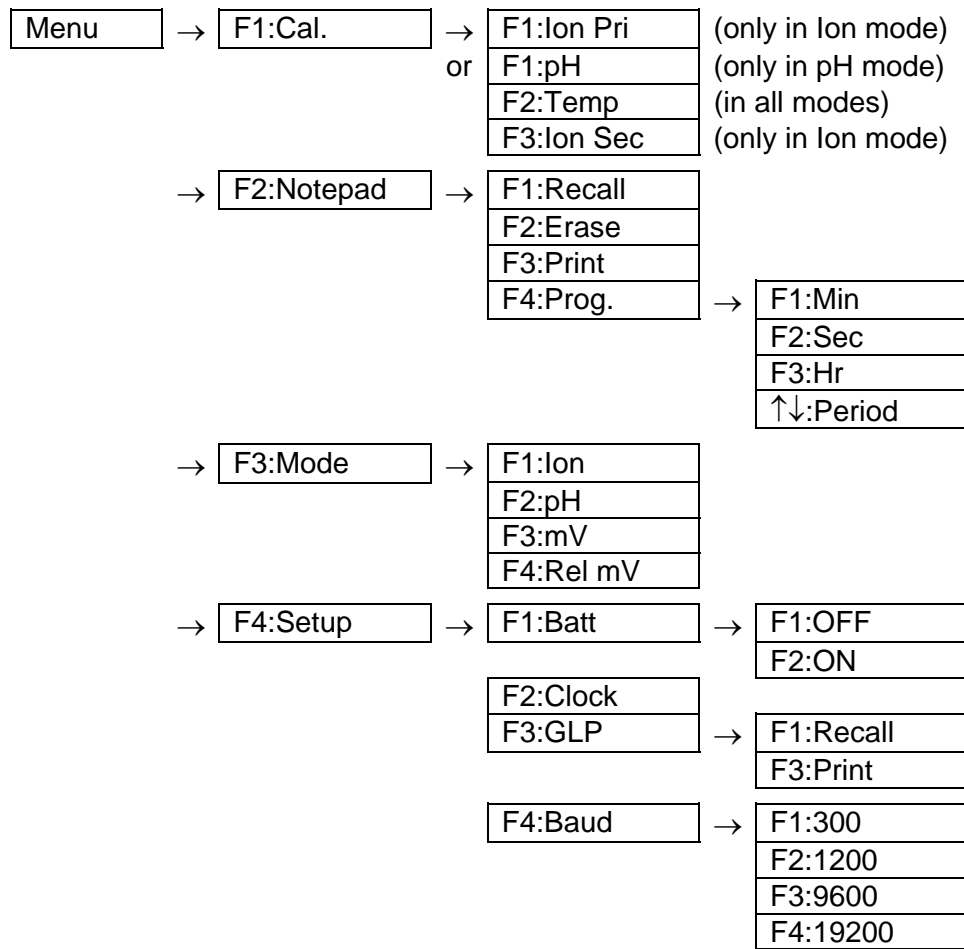 Menu → F1:Cal. → F1:Ion Pri (only in Ion mode)
or F1:pH (only in pH mode)
F2:Temp (in all modes)
F3:Ion Sec (only in Ion mode)
→ F2:Notepad → F1:Recall
F2:Erase
F3:Print
F4:Prog. → F1:Min
F2:Sec
F3:Hr
↑↓:Period
→ F3:Mode → F1:Ion
F2:pH
F3:mV
F4:Rel mV
→ F4:Setup → F1:Batt → F1:OFF
F2:ON
F2:Clock
F3:GLP → F1:Recall
F3:Print
F4:Baud → F1:300
F2:1200
F3:9600
F4:19200